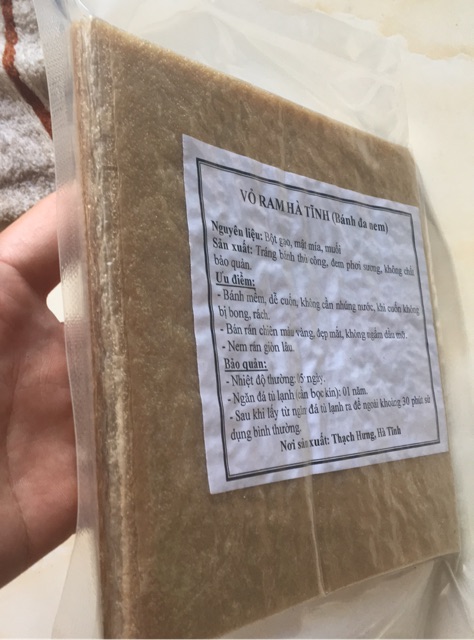 VỎ RAM HÀ TĨNH (Bánh đa nem)
Nguyên liệu: Bột gạo, mật mía, muối
Sản xuất: Tráng bánh thủ công, đem phơi sương, không chất
bảo quản.
Ưu điểm:
- Bánh mềm, dễ cuốn, không cần nhúng nước, khi cuốn không
bị bong, rách.
- Bán rán chiên màu vàng, đẹp mắt, không ngấm dầu mỡ.
- Nem rán giòn lâu.
Bảo quản:
- Nhiệt độ thường: 05 ngày.
- Ngăn đá tủ lạnh (cần bọc kín): 01 năm.
- Sau khi lấy từ ngăn đá tủ lạnh ra để ngoài khoảng 30 phút sử
dụng bình thường.
Nơi sản xuất: Thạch Hưng, Hà Tĩnh